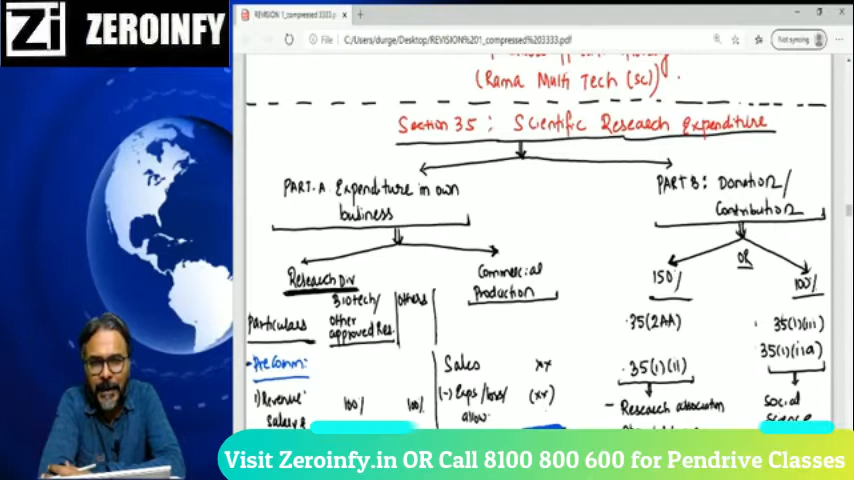 Zi ZEROINFY
REVISION 1_compressed 3333.pdf
File | C:/Users/durge/Desktop/REVISION%201_compressed%203333.pdf
Not syncing
(Rama Multi Tech (SC)).
Section 35 : Scientific Research Expenditure
PART.A Expenditure in own business
PART B: Donation/ Contribution
Research Div
Commercial Production
150%
OR
100%
Particulars
Biotech/ other approved Res.
Others
35(2AA)
35(1)(iii)
35(1)(iia)
Pre Comm:
Sales xx
35(1)(ii)
1) Revenue:
100%
100%
(-) Exps/loss/ allow.
(xx)
Research association
Social
Science
Visit Zeroinfy.in OR Call 8100 800 600 for Pendrive Classes